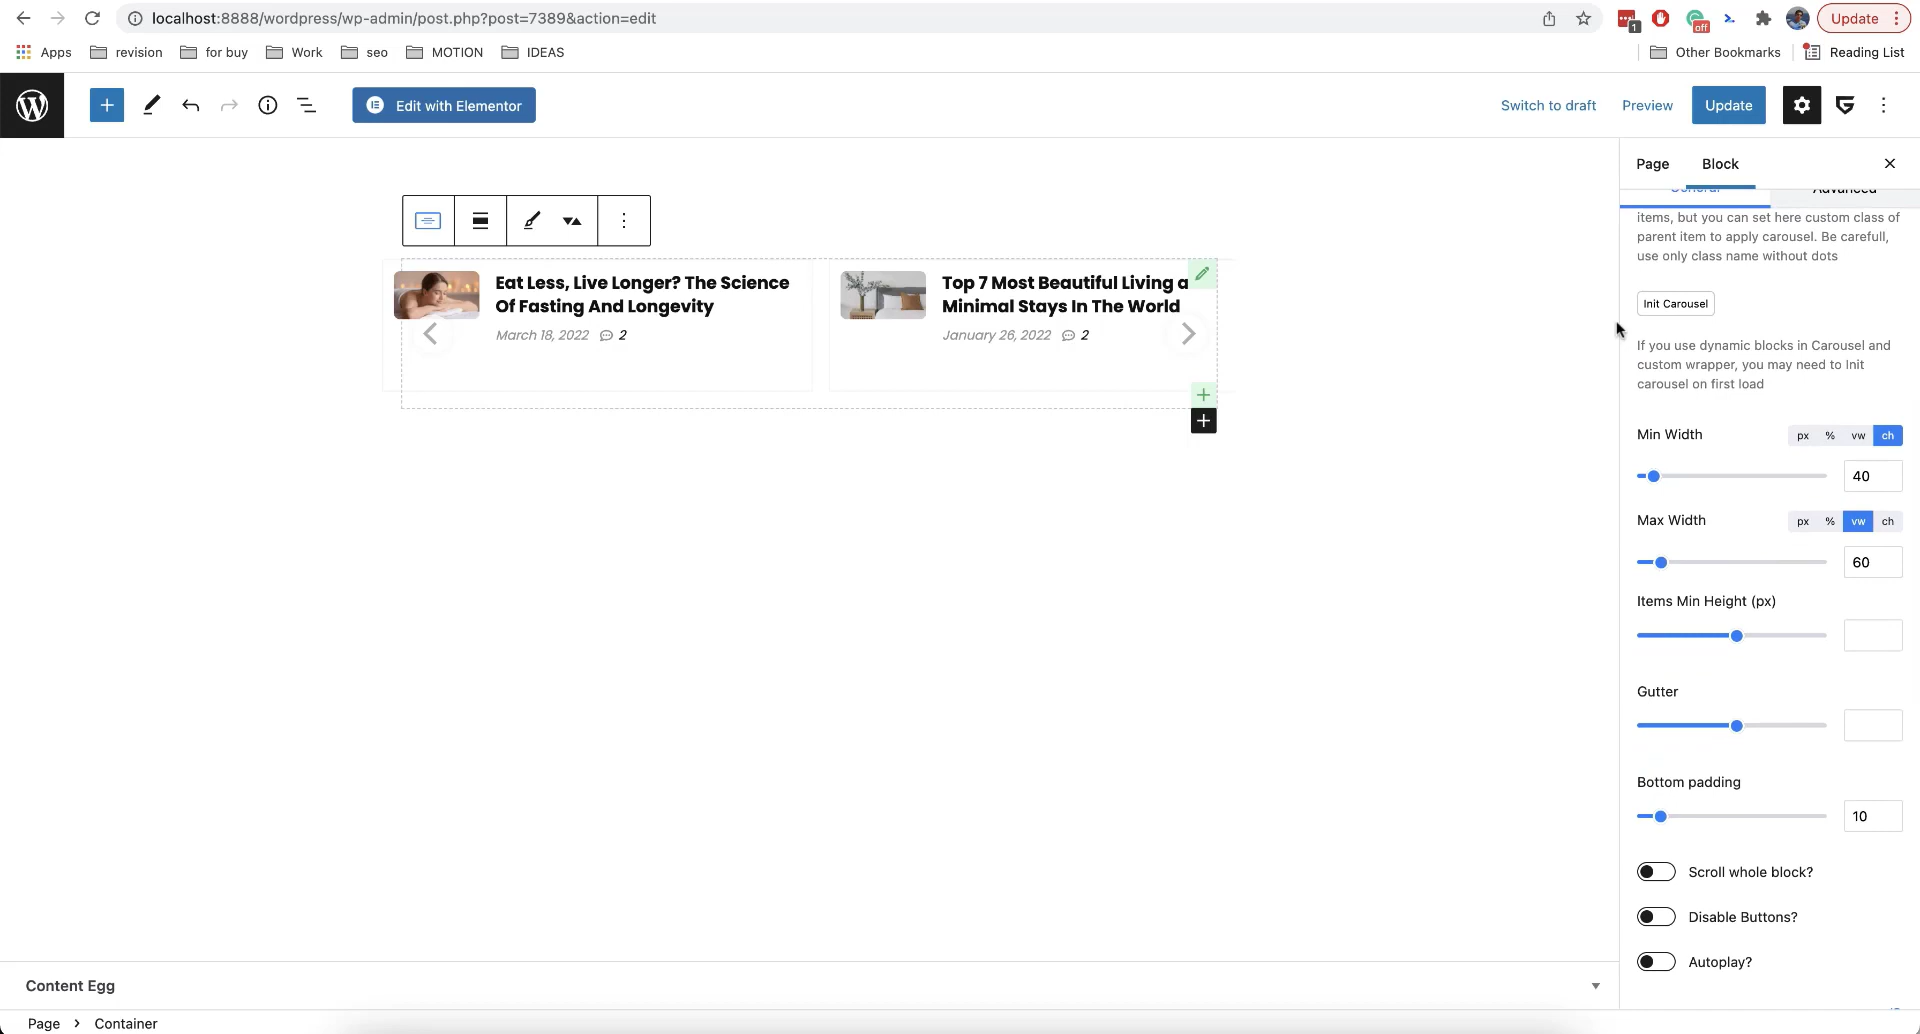 localhost:8888/wordpress/wp-admin/post.php?post=7389&action=edit
1
off
Update
Apps
revision
for buy
Work
seo
MOTION
IDEAS
Other Bookmarks
Reading List
Edit with Elementor
Switch to draft
Preview
Update
Page
Block
General
Advanced
items, but you can set here custom class of
parent item to apply carousel. Be carefull,
use only class name without dots
Init Carousel
If you use dynamic blocks in Carousel and
custom wrapper, you may need to Init
carousel on first load
Eat Less, Live Longer? The Science
Of Fasting And Longevity
March 18, 2022 2
Top 7 Most Beautiful Living a
Minimal Stays In The World
January 26, 2022 2
Min Width
px % vw ch
40
Max Width
px % vw ch
60
Items Min Height (px)
Gutter
Bottom padding
10
Scroll whole block?
Disable Buttons?
Autoplay?
Content Egg
Page › Container